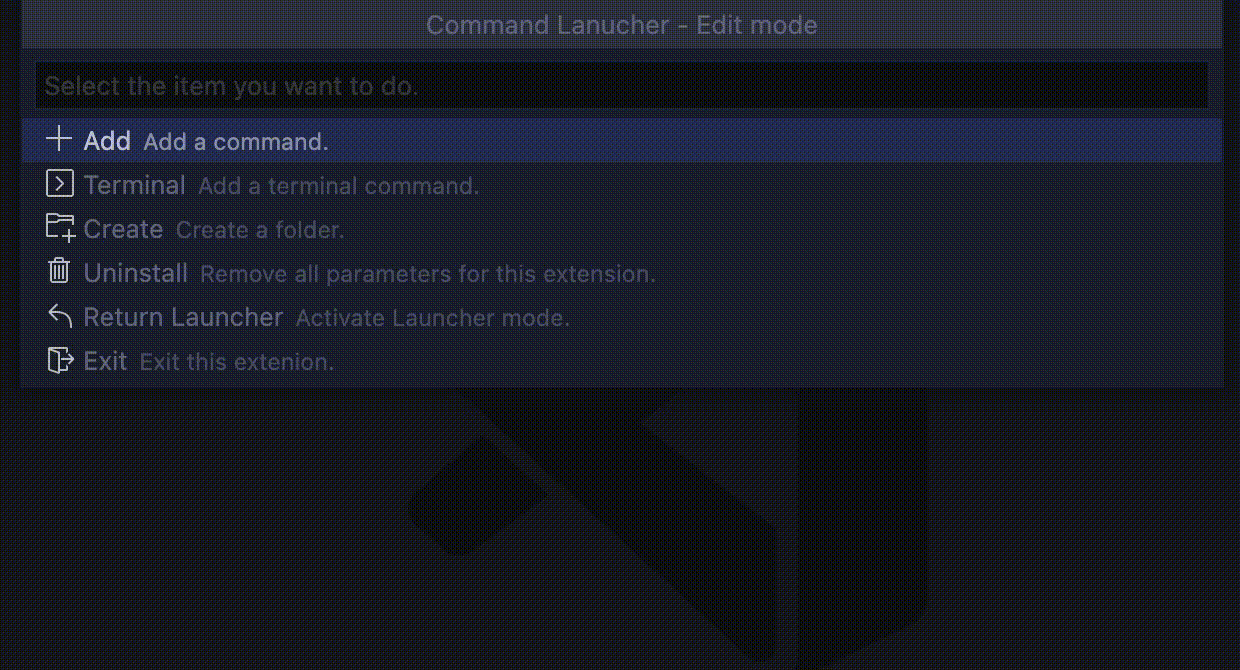 Command Lanucher - Edit mode
Select the item you want to do.
Add Add a command.
Terminal Add a terminal command.
Create Create a folder.
Uninstall Remove all parameters for this extension.
Return Launcher Activate Launcher mode.
Exit Exit this extenion.